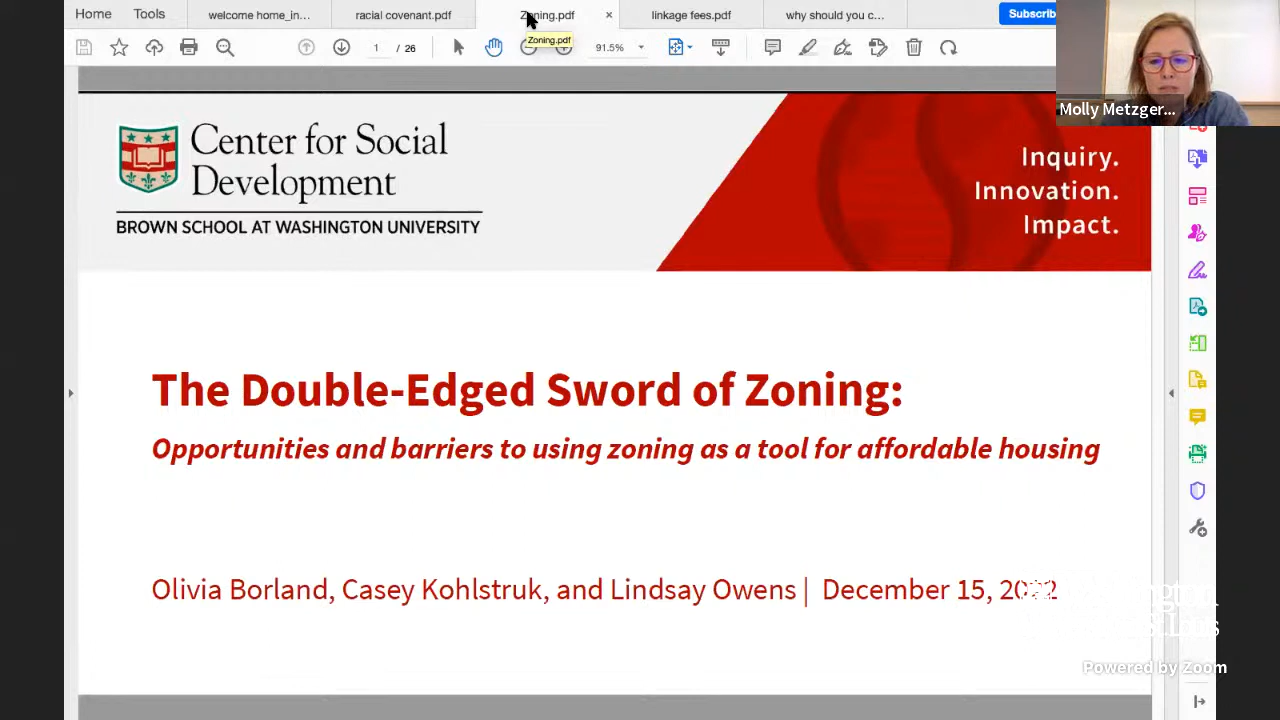 Home Tools welcome home_in... racial covenant.pdf Zoning.pdf × linkage fees.pdf why should you c... Subscrib
1 / 26 Zoning.pdf 91.5%
Molly Metzger...
Center for Social
Development
BROWN SCHOOL AT WASHINGTON UNIVERSITY
Inquiry.
Innovation.
Impact.
The Double-Edged Sword of Zoning:
Opportunities and barriers to using zoning as a tool for affordable housing
Olivia Borland, Casey Kohlstruk, and Lindsay Owens | December 15, 2022
Powered by Zoom